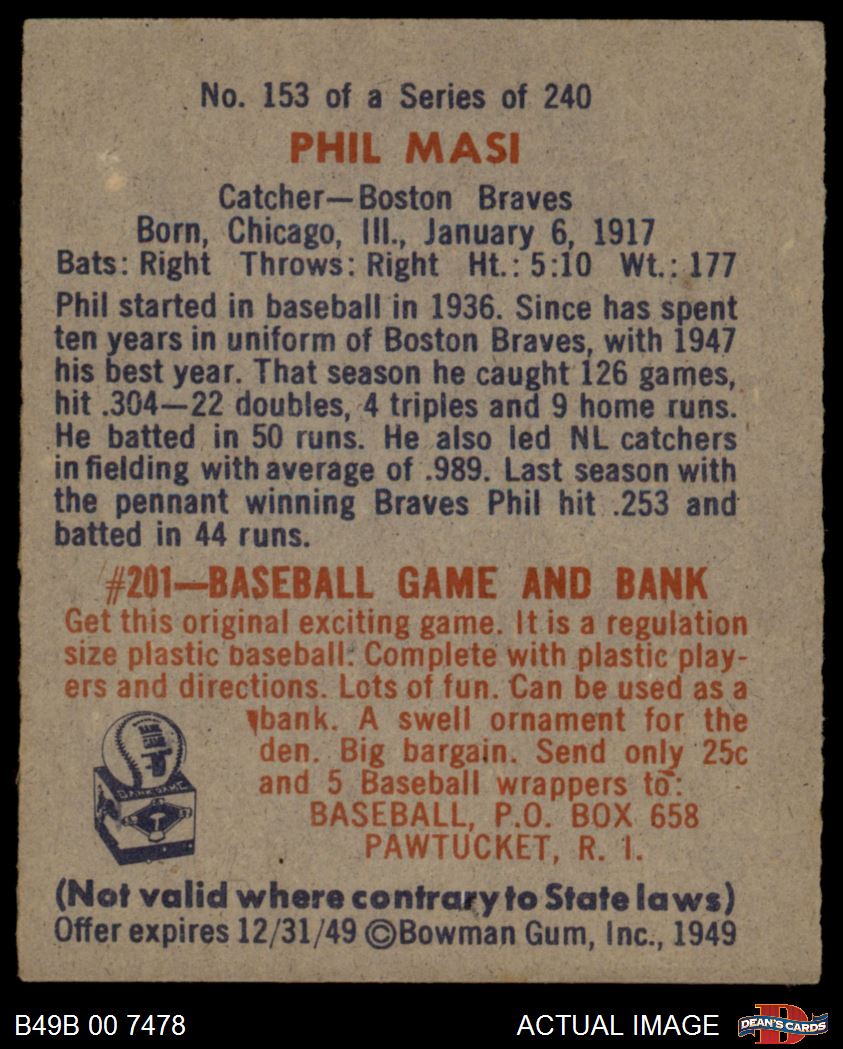 No. 153 of a Series of 240
PHIL MASI
Catcher—Boston Braves
Born, Chicago, Ill., January 6, 1917
Bats: Right Throws: Right Ht.: 5:10 Wt.: 177
Phil started in baseball in 1936. Since has spent
ten years in uniform of Boston Braves, with 1947
his best year. That season he caught 126 games,
hit .304—22 doubles, 4 triples and 9 home runs.
He batted in 50 runs. He also led NL catchers
in fielding with average of .989. Last season with
the pennant winning Braves Phil hit .253 and
batted in 44 runs.
#201—BASEBALL GAME AND BANK
Get this original exciting game. It is a regulation
size plastic baseball. Complete with plastic play-
ers and directions. Lots of fun. Can be used as a
bank. A swell ornament for the
den. Big bargain. Send only 25c
and 5 Baseball wrappers to:
BASEBALL, P.O. BOX 658
PAWTUCKET, R. I.
(Not valid where contrary to State laws)
Offer expires 12/31/49 ©Bowman Gum, Inc., 1949
B49B 00 7478
ACTUAL IMAGE
DEAN'S CARDS